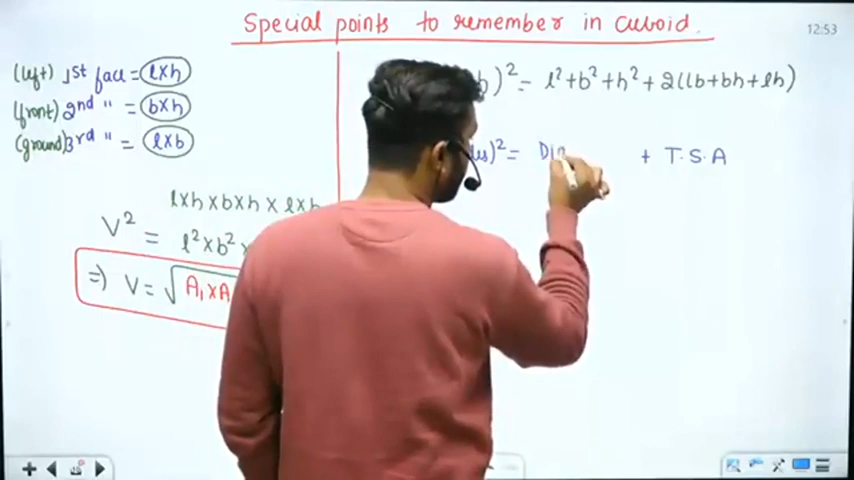 Special points to remember in cuboid.
12:53
(left) 1st face = l×h
(front) 2nd " = b×h
(ground) 3rd " = l×b
l×h×b×h×l×b
V² = l²×b²×
⇒ V = √A₁×A
b)² = l²+b²+h²+2(lb+bh+lh)
)² = Dia + T.S.A